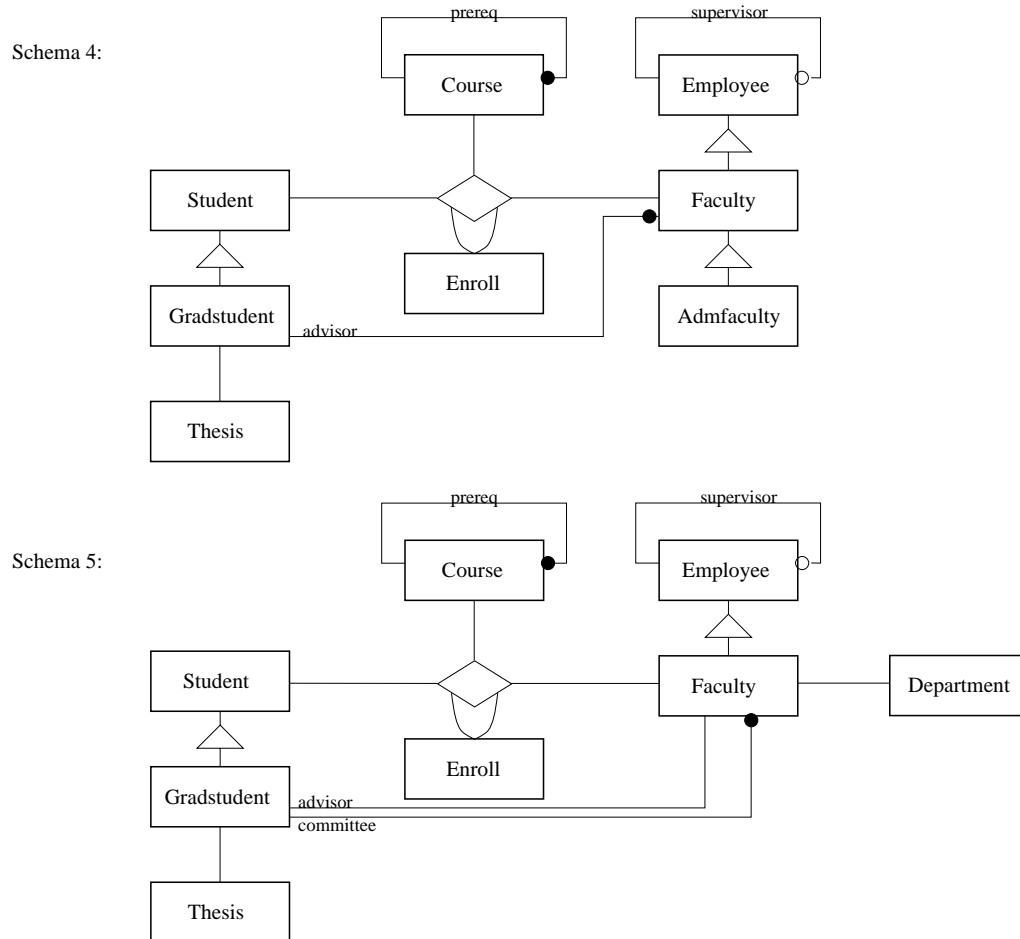 prereq
supervisor
Schema 4:
Course
Employee
Student
Faculty
Enroll
Gradstudent
Admfaculty
advisor
Thesis
prereq
supervisor
Schema 5:
Course
Employee
Student
Faculty
Department
Enroll
Gradstudent
advisor
committee
Thesis